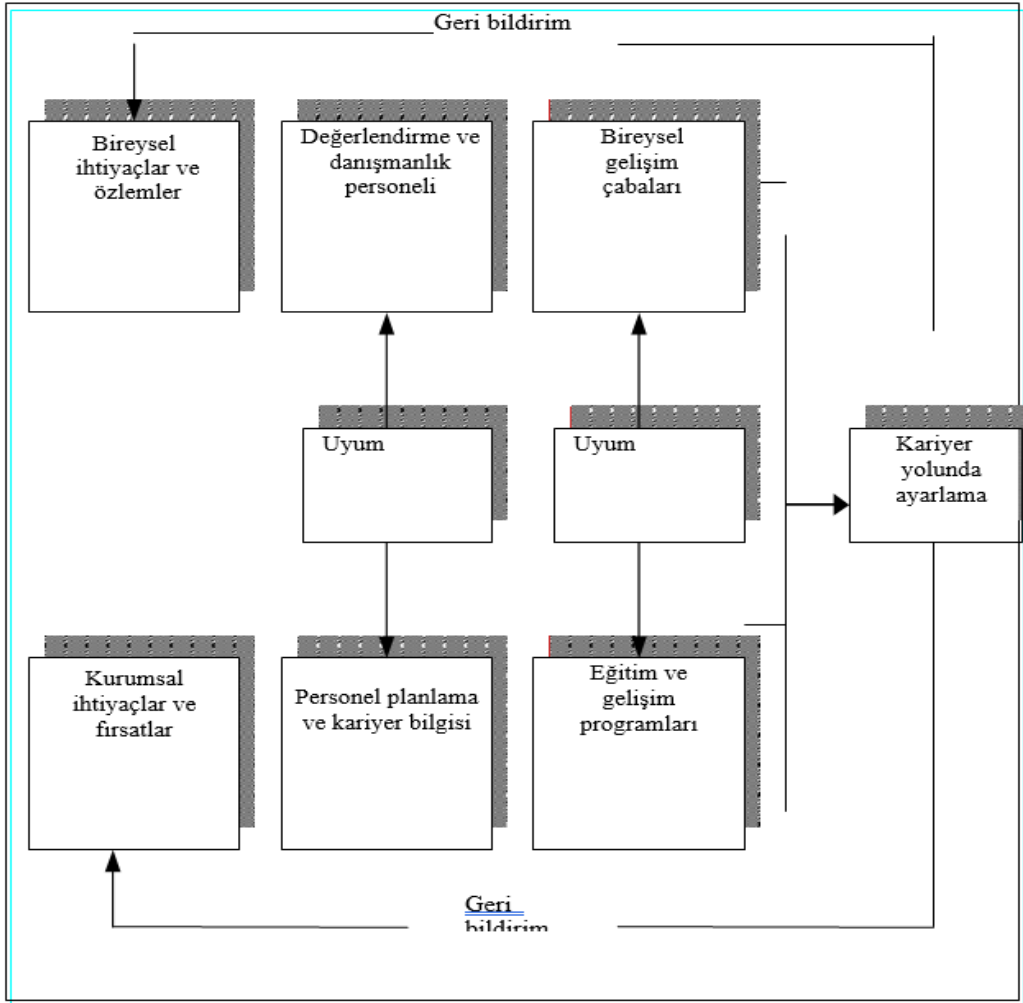 Geri bildirim
Bireysel
ihtiyaçlar ve
özlemler
Değerlendirme ve
danışmanlık
personeli
Bireysel
gelişim
çabaları
Uyum
Uyum
Kariyer
yolunda
ayarlama
Kurumsal
ihtiyaçlar ve
fırsatlar
Personel planlama
ve kariyer bilgisi
Eğitim ve
gelişim
programları
Geri
bildirim